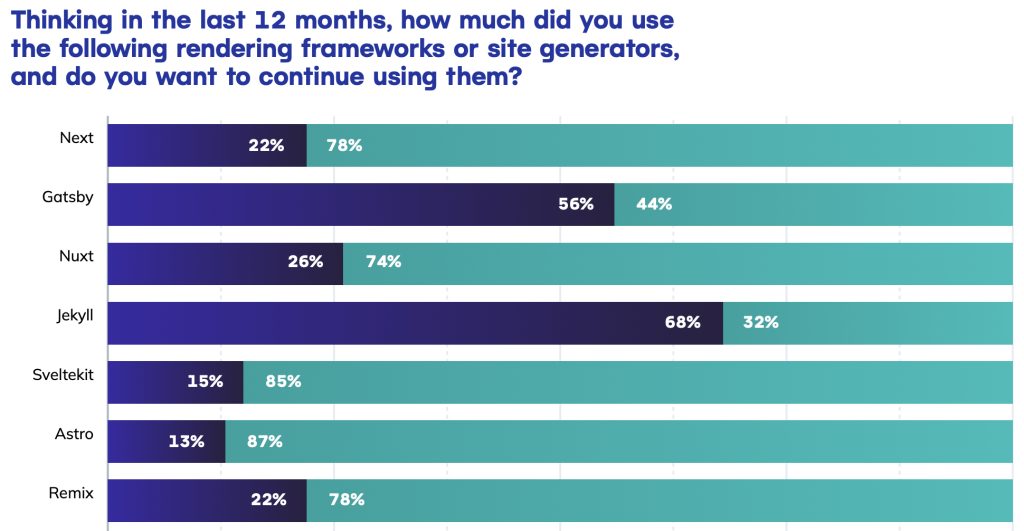 Thinking in the last 12 months, how much did you use
the following rendering frameworks or site generators,
and do you want to continue using them?
Next 22% 78%
Gatsby 56% 44%
Nuxt 26% 74%
Jekyll 68% 32%
Sveltekit 15% 85%
Astro 13% 87%
Remix 22% 78%